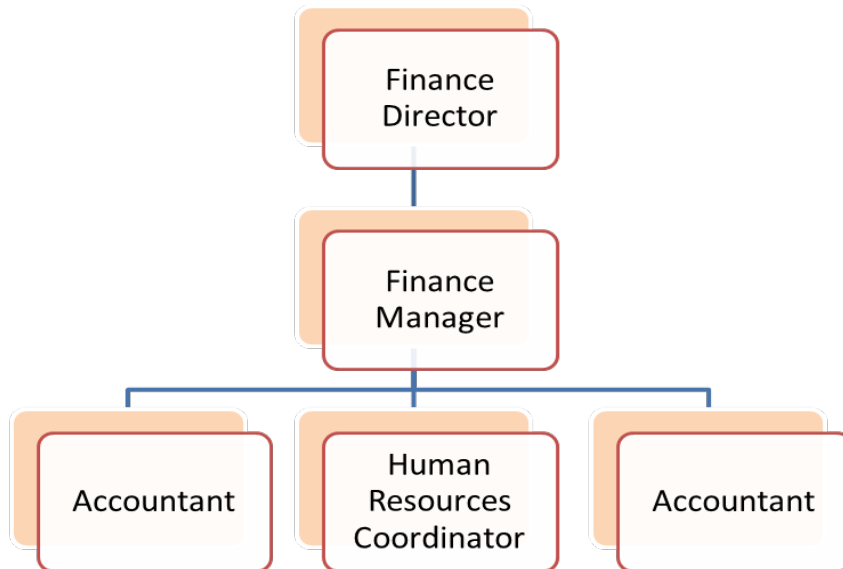 Finance
Director
Finance
Manager
Accountant
Human
Resources
Coordinator
Accountant